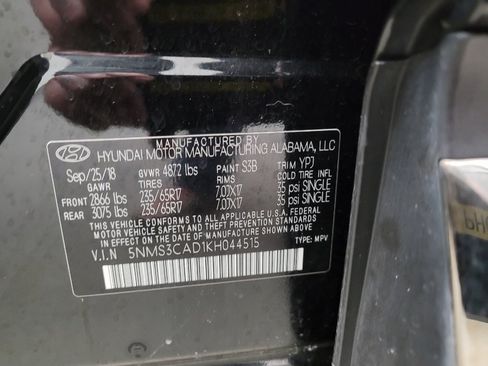 MANUFACTURED BY
HYUNDAI MOTOR MANUFACTURING ALABAMA, LLC
Sep/25/18 GVWR 4872 lbs PAINT S3B TRIM YPJ
GAWR TIRES RIMS COLD TIRE INFL
FRONT 2866 lbs 235/65R17 7.0JX17 35 psi SINGLE
REAR 3075 lbs 235/65R17 7.0JX17 35 psi SINGLE
THIS VEHICLE CONFORMS TO ALL APPLICABLE FEDERAL
MOTOR VEHICLE SAFETY AND THEFT PREVENTION STANDARDS
IN EFFECT ON THE DATE OF MANUFACTURE SHOWN ABOVE.
V.I.N 5NMS3CAD1KH044515 TYPE: MPV